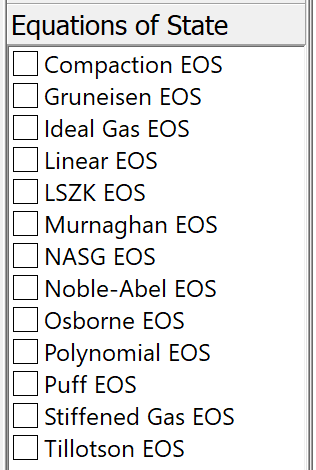 Equations of State
Compaction EOS
Gruneisen EOS
Ideal Gas EOS
Linear EOS
LSZK EOS
Murnaghan EOS
NASG EOS
Noble-Abel EOS
Osborne EOS
Polynomial EOS
Puff EOS
Stiffened Gas EOS
Tillotson EOS